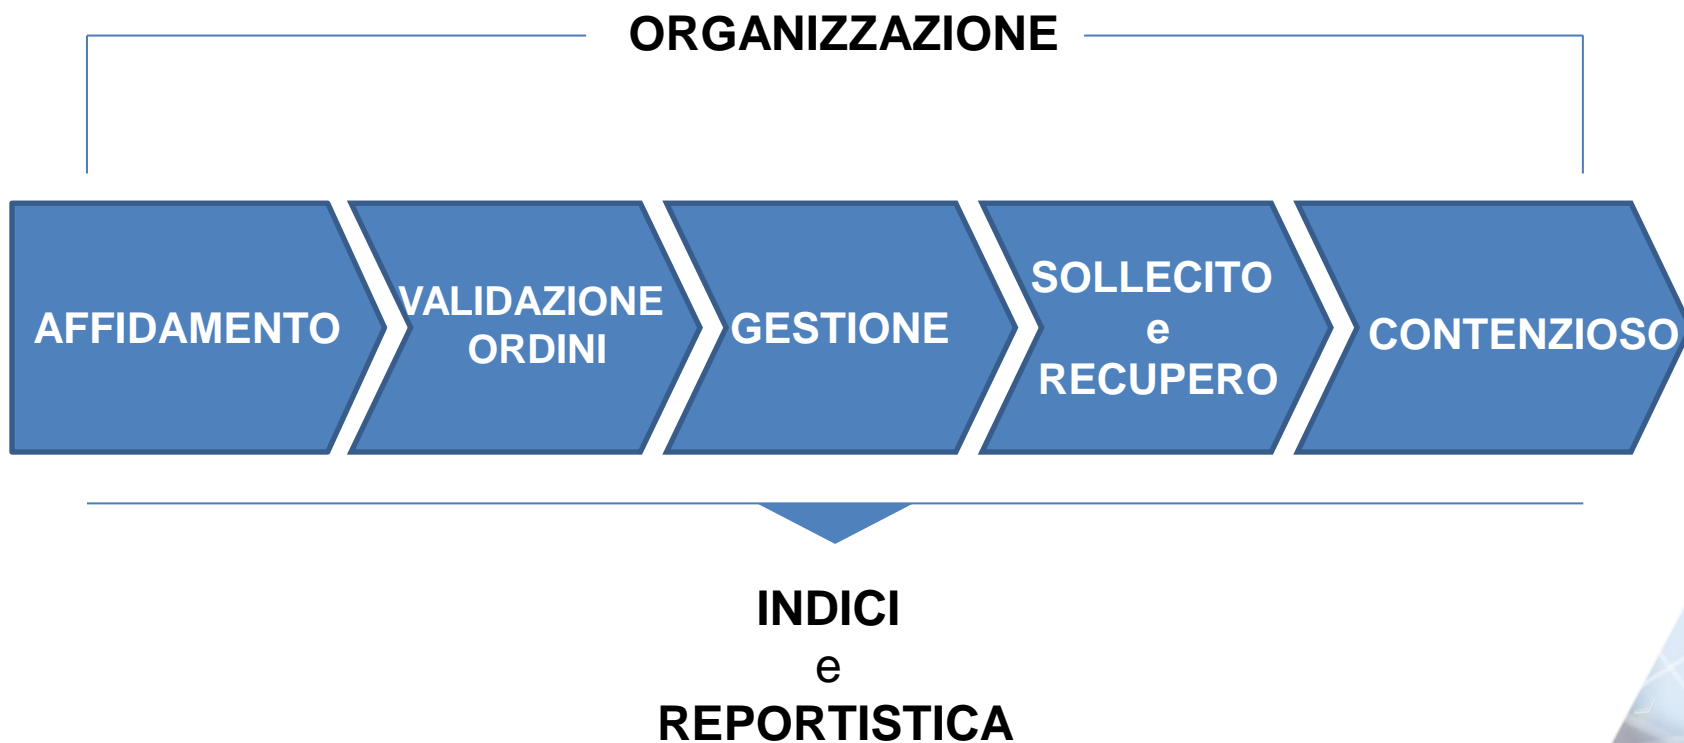 ORGANIZZAZIONE
AFFIDAMENTO
VALIDAZIONE
ORDINI
GESTIONE
SOLLECITO
e
RECUPERO
CONTENZIOSO
INDICI
e
REPORTISTICA